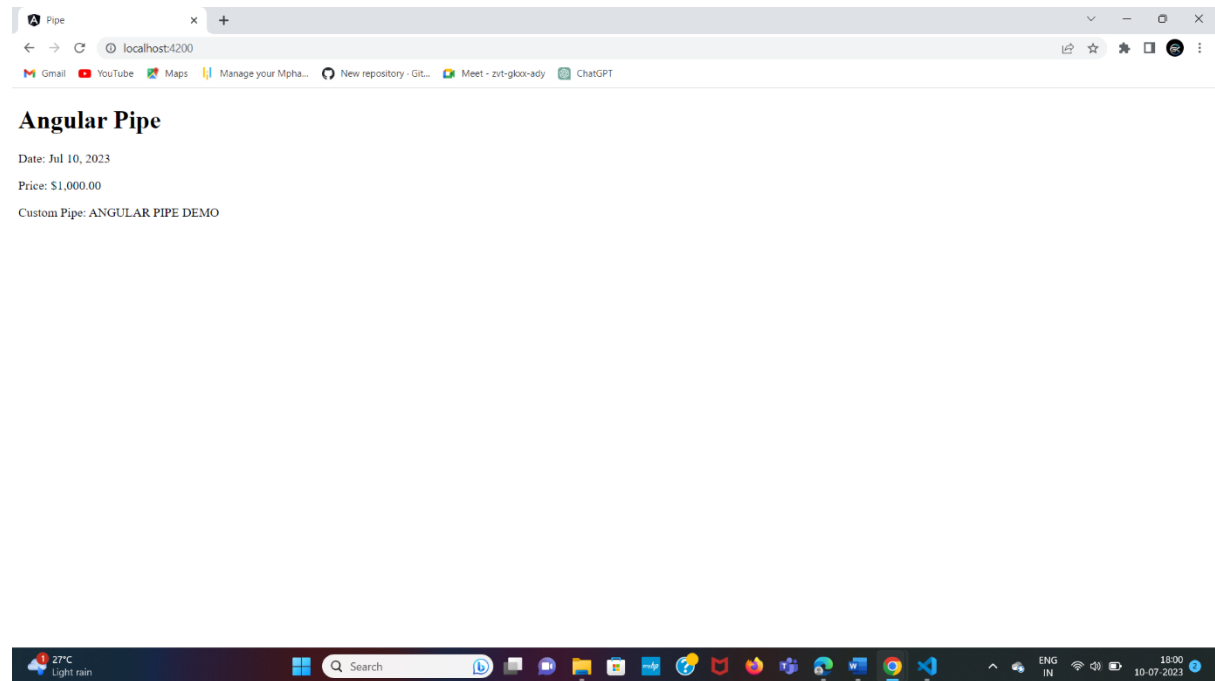 Pipe
localhost:4200
Gmail YouTube Maps Manage your Mpha... New repository · Git... Meet - zvt-gkxx-ady ChatGPT
Angular Pipe
Date: Jul 10, 2023
Price: $1,000.00
Custom Pipe: ANGULAR PIPE DEMO
1 27°C
Light rain
Search
ENG
IN
18:00
10-07-2023
2